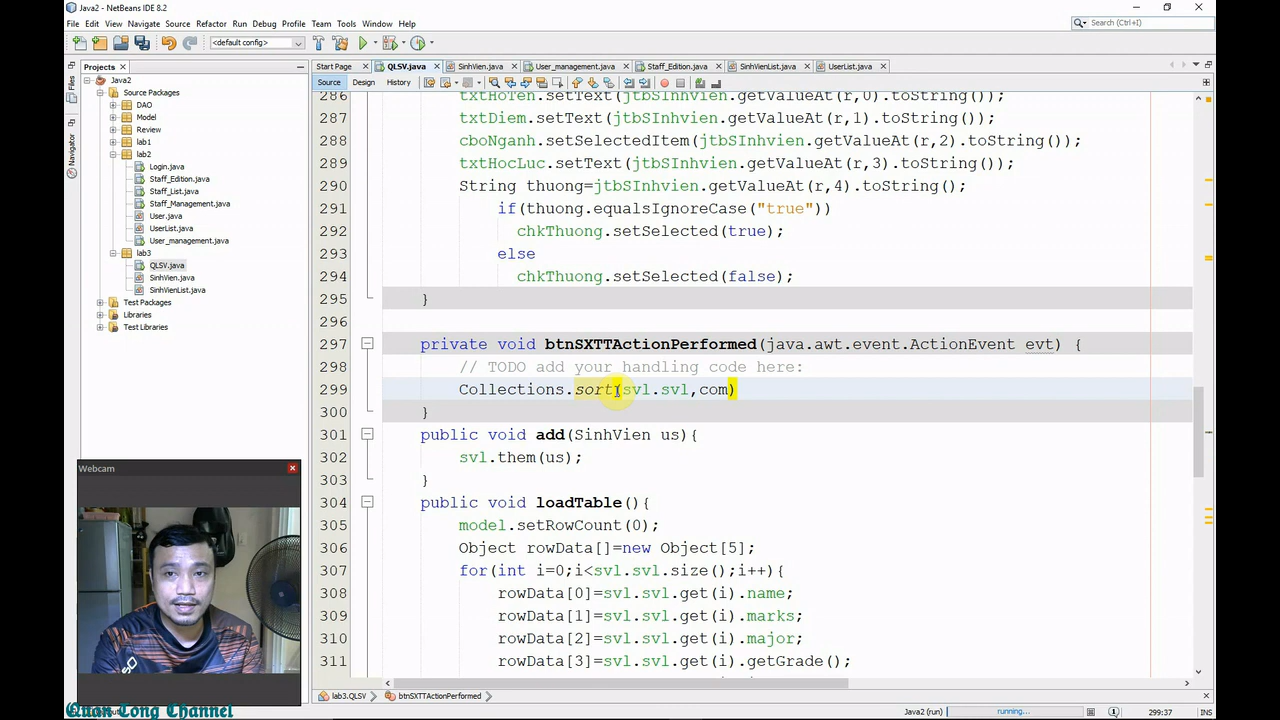 Java2 - NetBeans IDE 8.2
File Edit View Navigate Source Refactor Run Debug Profile Team Tools Window Help
<default config>
Search (Ctrl+I)
Projects
Files
Navigator
Java2
Source Packages
DAO
Model
Review
lab1
lab2
Login.java
Staff_Edition.java
Staff_List.java
Staff_Management.java
User.java
UserList.java
User_management.java
lab3
QLSV.java
SinhVien.java
SinhVienList.java
Test Packages
Libraries
Test Libraries
Start Page QLSV.java SinhVien.java User_management.java Staff_Edition.java SinhVienList.java UserList.java
Source Design History
286 txtHoTen.setText(jtbSInhvien.getValueAt(r,0).toString());
287 txtDiem.setText(jtbSInhvien.getValueAt(r,1).toString());
288 cboNganh.setSelectedItem(jtbSInhvien.getValueAt(r,2).toString());
289 txtHocLuc.setText(jtbSInhvien.getValueAt(r,3).toString());
290 String thuong=jtbSInhvien.getValueAt(r,4).toString();
291 if(thuong.equalsIgnoreCase("true"))
292 chkThuong.setSelected(true);
293 else
294 chkThuong.setSelected(false);
295 }
296
297 private void btnSXTTActionPerformed(java.awt.event.ActionEvent evt) {
298 // TODO add your handling code here:
299 Collections.sort(svl.svl,com)
300 }
301 public void add(SinhVien us){
302 svl.them(us);
303 }
304 public void loadTable(){
305 model.setRowCount(0);
306 Object rowData[]=new Object[5];
307 for(int i=0;i<svl.svl.size();i++){
308 rowData[0]=svl.svl.get(i).name;
309 rowData[1]=svl.svl.get(i).marks;
310 rowData[2]=svl.svl.get(i).major;
311 rowData[3]=svl.svl.get(i).getGrade();
Webcam
Quan Tong Channel
lab3.QLSV btnSXTTActionPerformed
Java2 (run) running... 299:37 INS